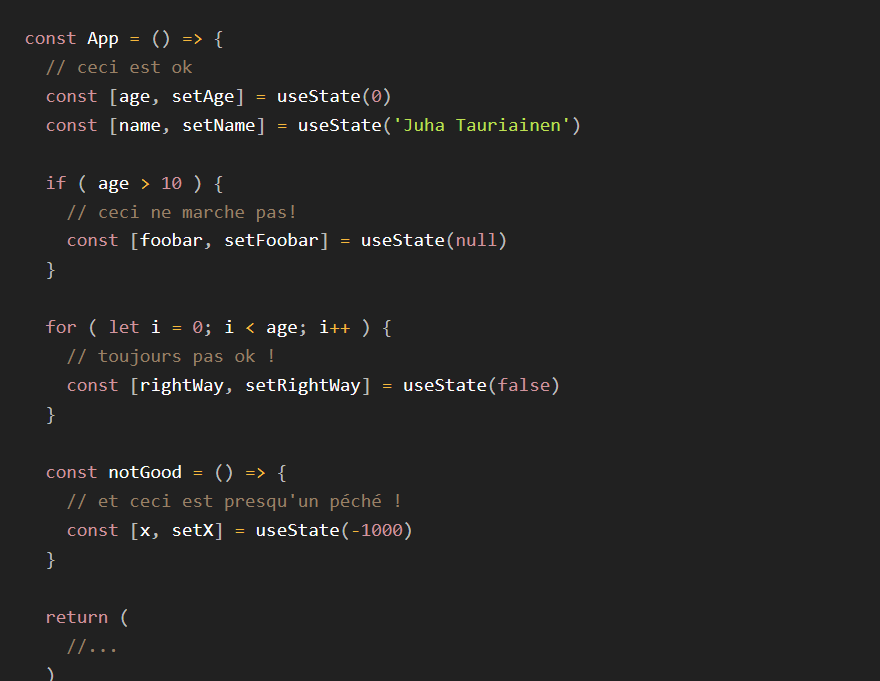 const App = () => {
  // ceci est ok
  const [age, setAge] = useState(0)
  const [name, setName] = useState('Juha Tauriainen')

  if ( age > 10 ) {
    // ceci ne marche pas!
    const [foobar, setFoobar] = useState(null)
  }

  for ( let i = 0; i < age; i++ ) {
    // toujours pas ok !
    const [rightWay, setRightWay] = useState(false)
  }

  const notGood = () => {
    // et ceci est presqu'un péché !
    const [x, setX] = useState(-1000)
  }

  return (
    //...
  )